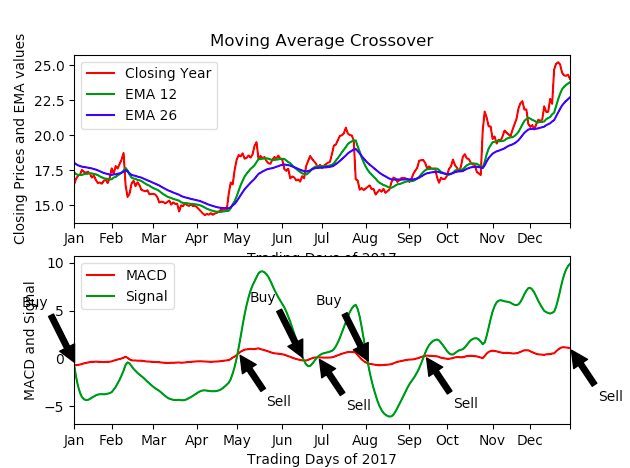 Moving Average Crossover
Closing Prices and EMA values
25.0
22.5
20.0
17.5
15.0
Closing Year
EMA 12
EMA 26
Jan Feb Mar Apr May Jun Jul Aug Sep Oct Nov Dec
Trading Days of 2017
MACD and Signal
10
5
0
−5
MACD
Signal
Buy
Buy
Buy
Sell
Sell
Sell
Sell
Jan Feb Mar Apr May Jun Jul Aug Sep Oct Nov Dec
Trading Days of 2017